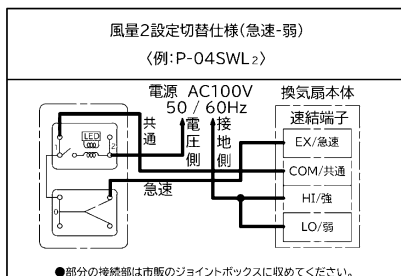 風量2設定切替仕様(急速-弱)
〈例:P-04SWL₂〉
電源 AC100V
50 / 60Hz
共通
電圧側
接地側
急速
LED
1
2
0
換気扇本体
速結端子
EX/急速
COM/共通
HI/強
LO/弱
●部分の接続部は市販のジョイントボックスに収めてください。